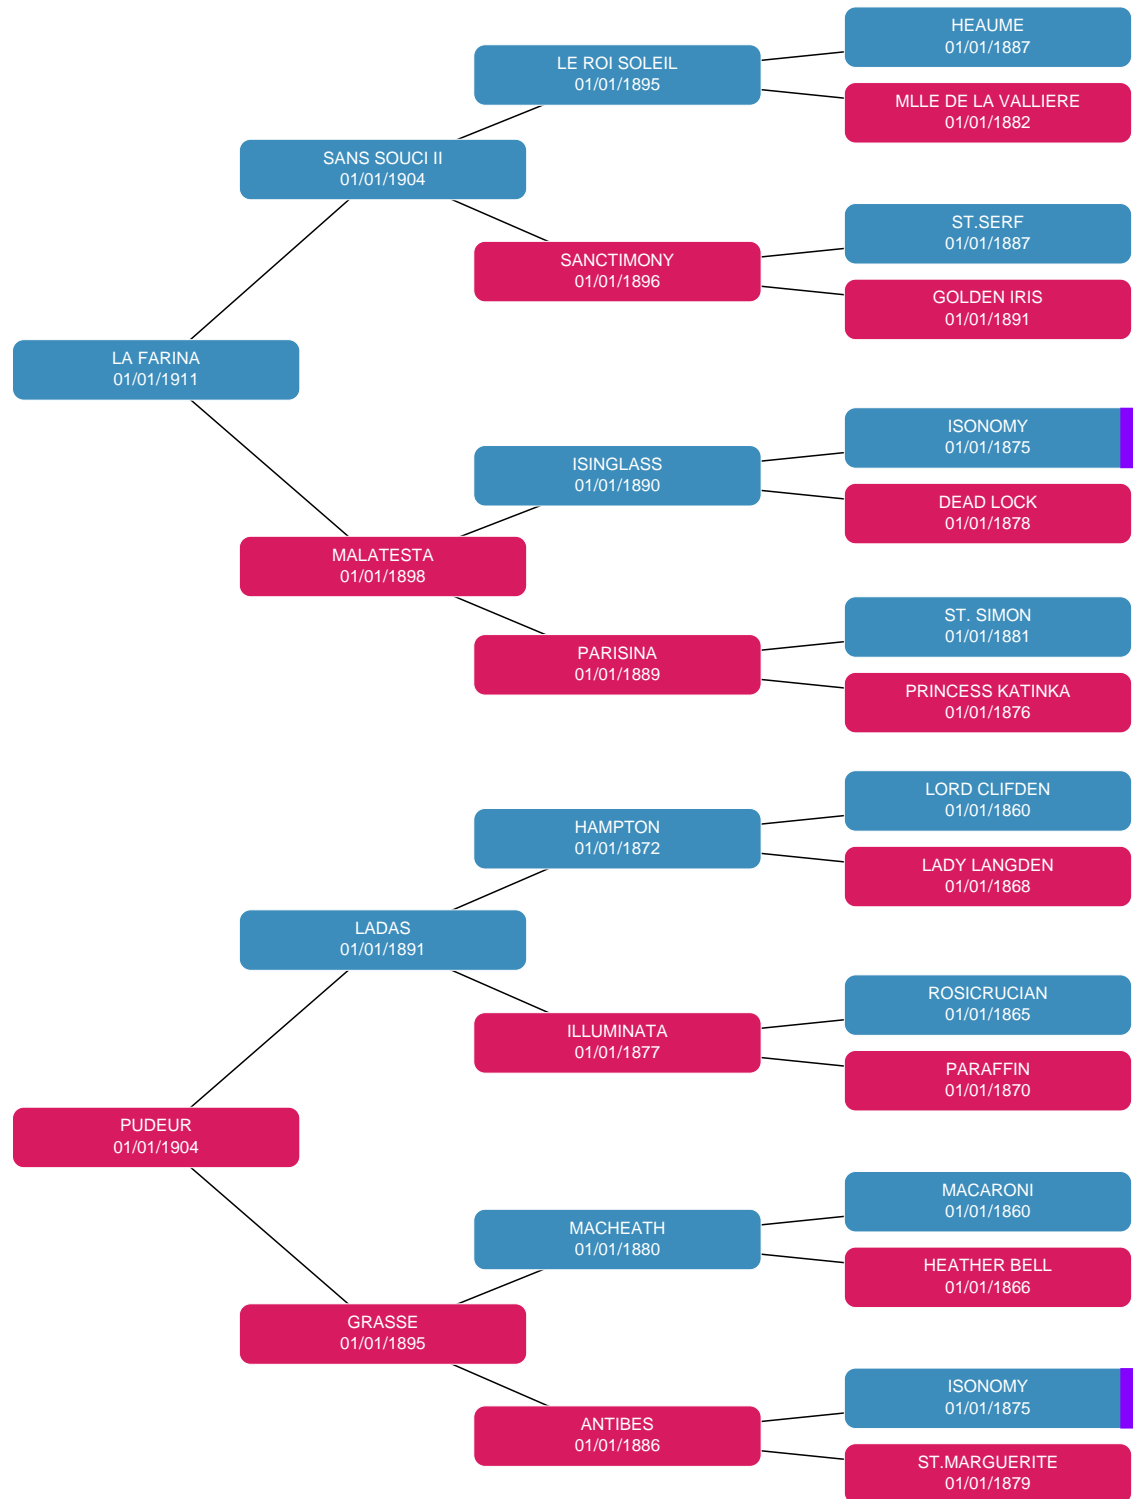 HEAUME
01/01/1887
LE ROI SOLEIL
01/01/1895
MLLE DE LA VALLIERE
01/01/1882
SANS SOUCI II
01/01/1904
ST.SERF
01/01/1887
SANCTIMONY
01/01/1896
GOLDEN IRIS
01/01/1891
LA FARINA
01/01/1911
ISONOMY
01/01/1875
ISINGLASS
01/01/1890
DEAD LOCK
01/01/1878
MALATESTA
01/01/1898
ST. SIMON
01/01/1881
PARISINA
01/01/1889
PRINCESS KATINKA
01/01/1876
LORD CLIFDEN
01/01/1860
HAMPTON
01/01/1872
LADY LANGDEN
01/01/1868
LADAS
01/01/1891
ROSICRUCIAN
01/01/1865
ILLUMINATA
01/01/1877
PARAFFIN
01/01/1870
PUDEUR
01/01/1904
MACARONI
01/01/1860
MACHEATH
01/01/1880
HEATHER BELL
01/01/1866
GRASSE
01/01/1895
ISONOMY
01/01/1875
ANTIBES
01/01/1886
ST.MARGUERITE
01/01/1879